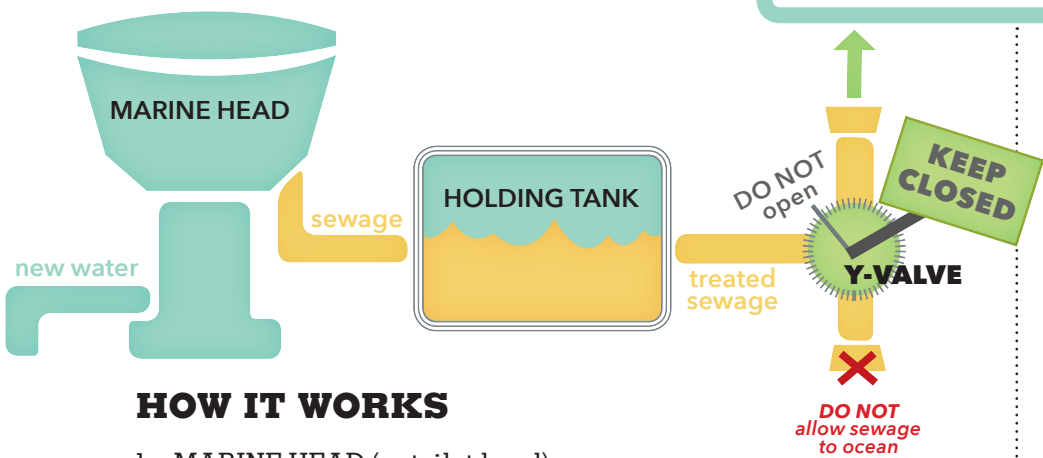 MARINE HEAD
HOLDING TANK
sewage
new water
treated
sewage
DO NOT
open
KEEP
CLOSED
Y-VALVE
DO NOT
allow sewage
to ocean
HOW IT WORKS